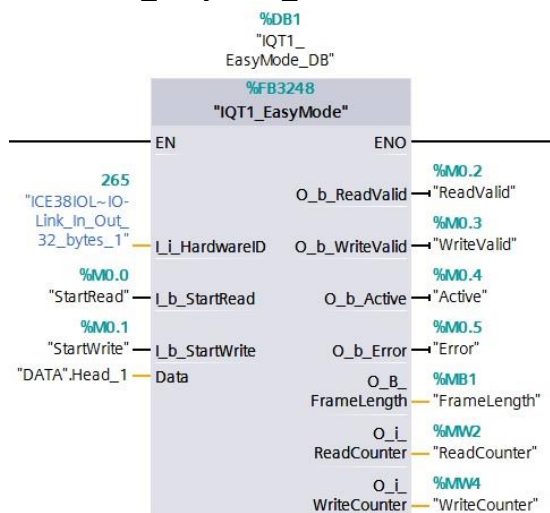 %DB1
"IQT1_
EasyMode_DB"
%FB3248
"IQT1_EasyMode"
EN
ENO
265
"ICE38IOL~IO-
Link_In_Out_
32_bytes_1"
I_i_HardwareID
%M0.0
"StartRead"
I_b_StartRead
%M0.1
"StartWrite"
I_b_StartWrite
"DATA".Head_1
Data
O_b_ReadValid
%M0.2
"ReadValid"
O_b_WriteValid
%M0.3
"WriteValid"
O_b_Active
%M0.4
"Active"
O_b_Error
%M0.5
"Error"
O_B_
FrameLength
%MB1
"FrameLength"
O_i_
ReadCounter
%MW2
"ReadCounter"
O_i_
WriteCounter
%MW4
"WriteCounter"